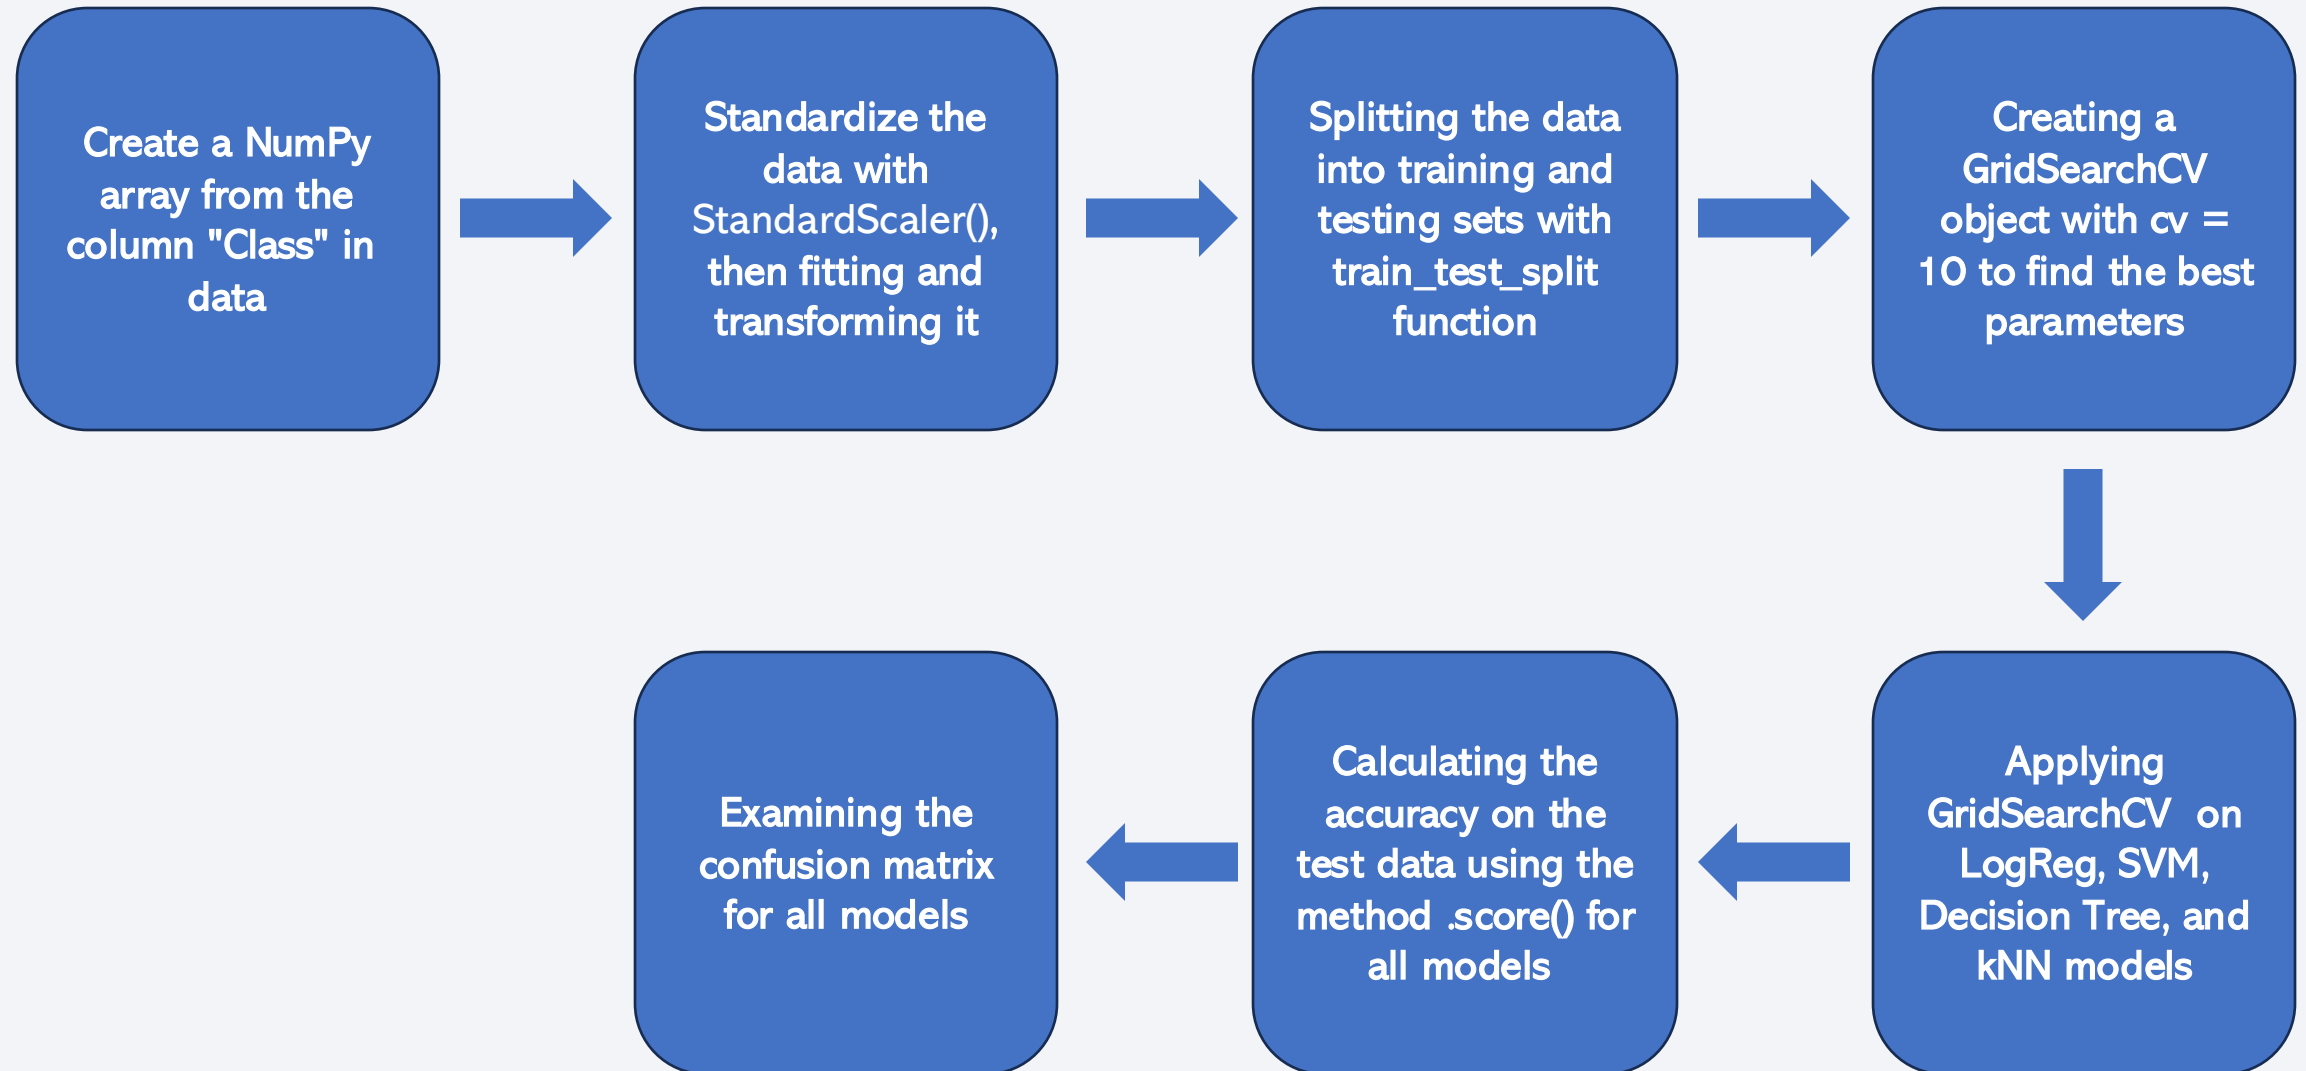 Create a NumPy
array from the
column "Class" in
data
Standardize the
data with
StandardScaler(),
then fitting and
transforming it
Splitting the data
into training and
testing sets with
train_test_split
function
Creating a
GridSearchCV
object with cv =
10 to find the best
parameters
Applying
GridSearchCV  on
LogReg, SVM,
Decision Tree, and
kNN models
Calculating the
accuracy on the
test data using the
method .score() for
all models
Examining the
confusion matrix
for all models